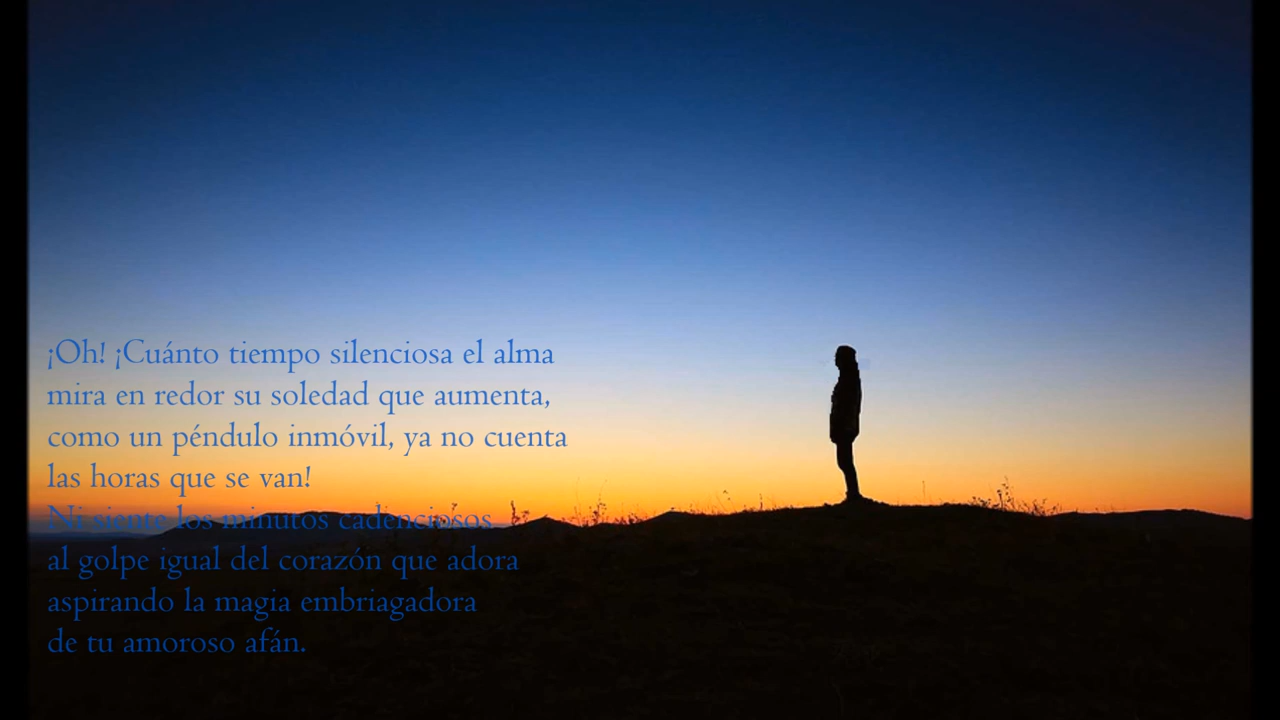 ¡Oh! ¡Cuánto tiempo silenciosa el alma
mira en redor su soledad que aumenta,
como un péndulo inmóvil, ya no cuenta
las horas que se van!
Ni siente los minutos cadenciosos
al golpe igual del corazón que adora
aspirando la magia embriagadora
de tu amoroso afán.